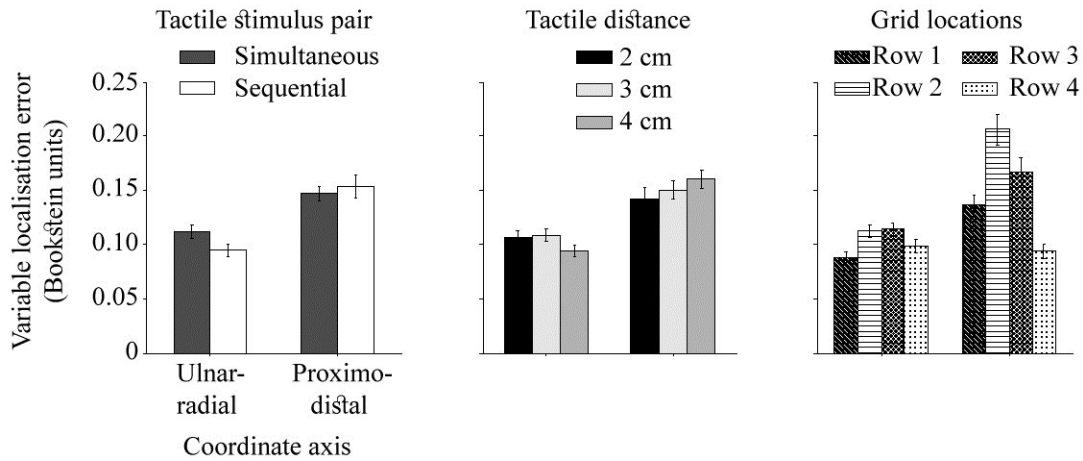 Tactile stimulus pair
Simultaneous
Sequential
Tactile distance
2 cm
3 cm
4 cm
Grid locations
Row 1 Row 3
Row 2 Row 4
Variable localisation error
(Bookstein units)
0.25
0.20
0.15
0.10
0.05
0
Ulnar-
radial
Proximo-
distal
Coordinate axis